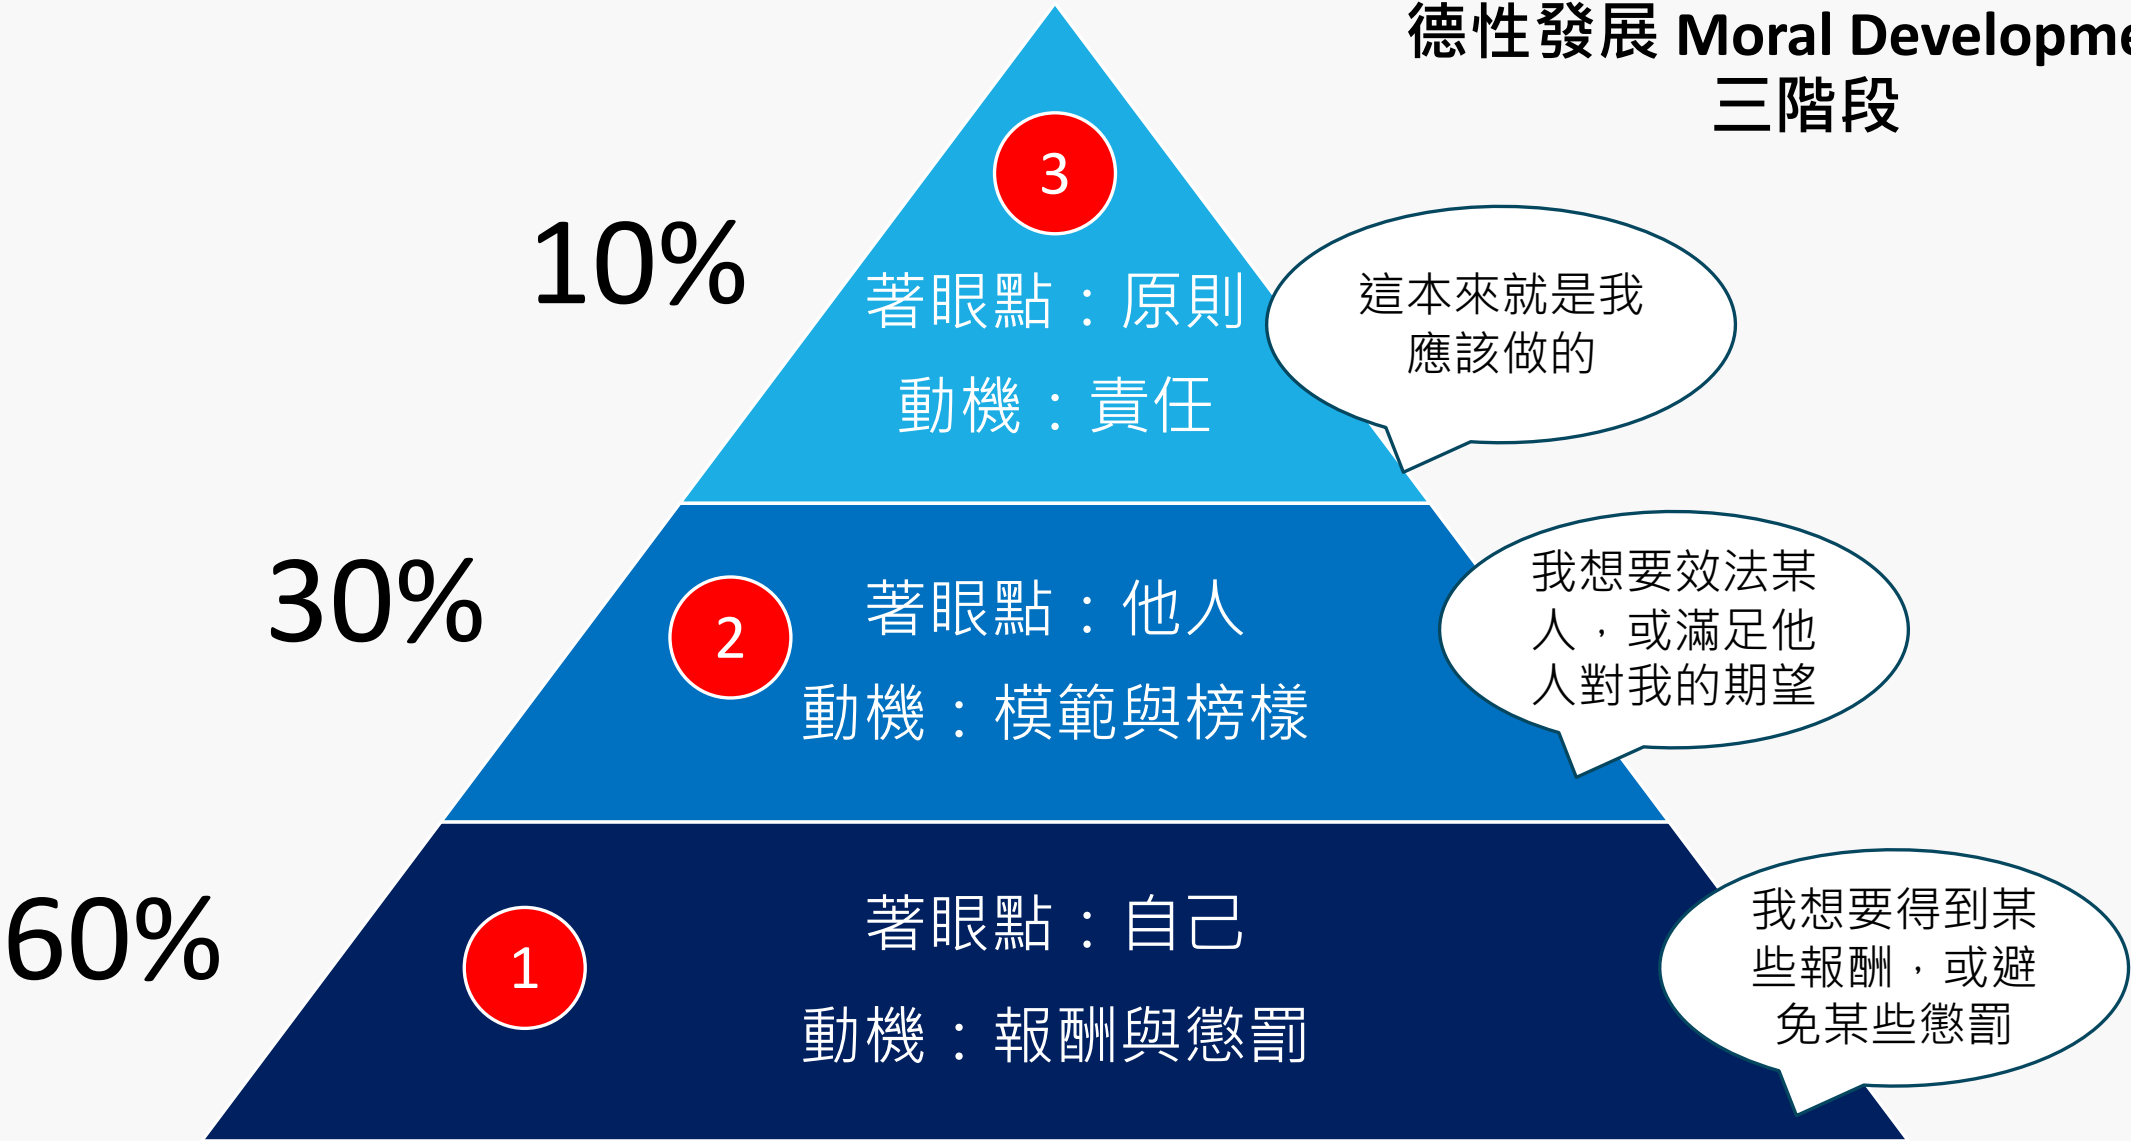 德性發展 Moral Developme
三階段
3
10%
著眼點：原則
動機：責任
這本來就是我
應該做的
30%
2
著眼點：他人
動機：模範與榜樣
我想要效法某
人，或滿足他
人對我的期望
60%
1
著眼點：自己
動機：報酬與懲罰
我想要得到某
些報酬，或避
免某些懲罰